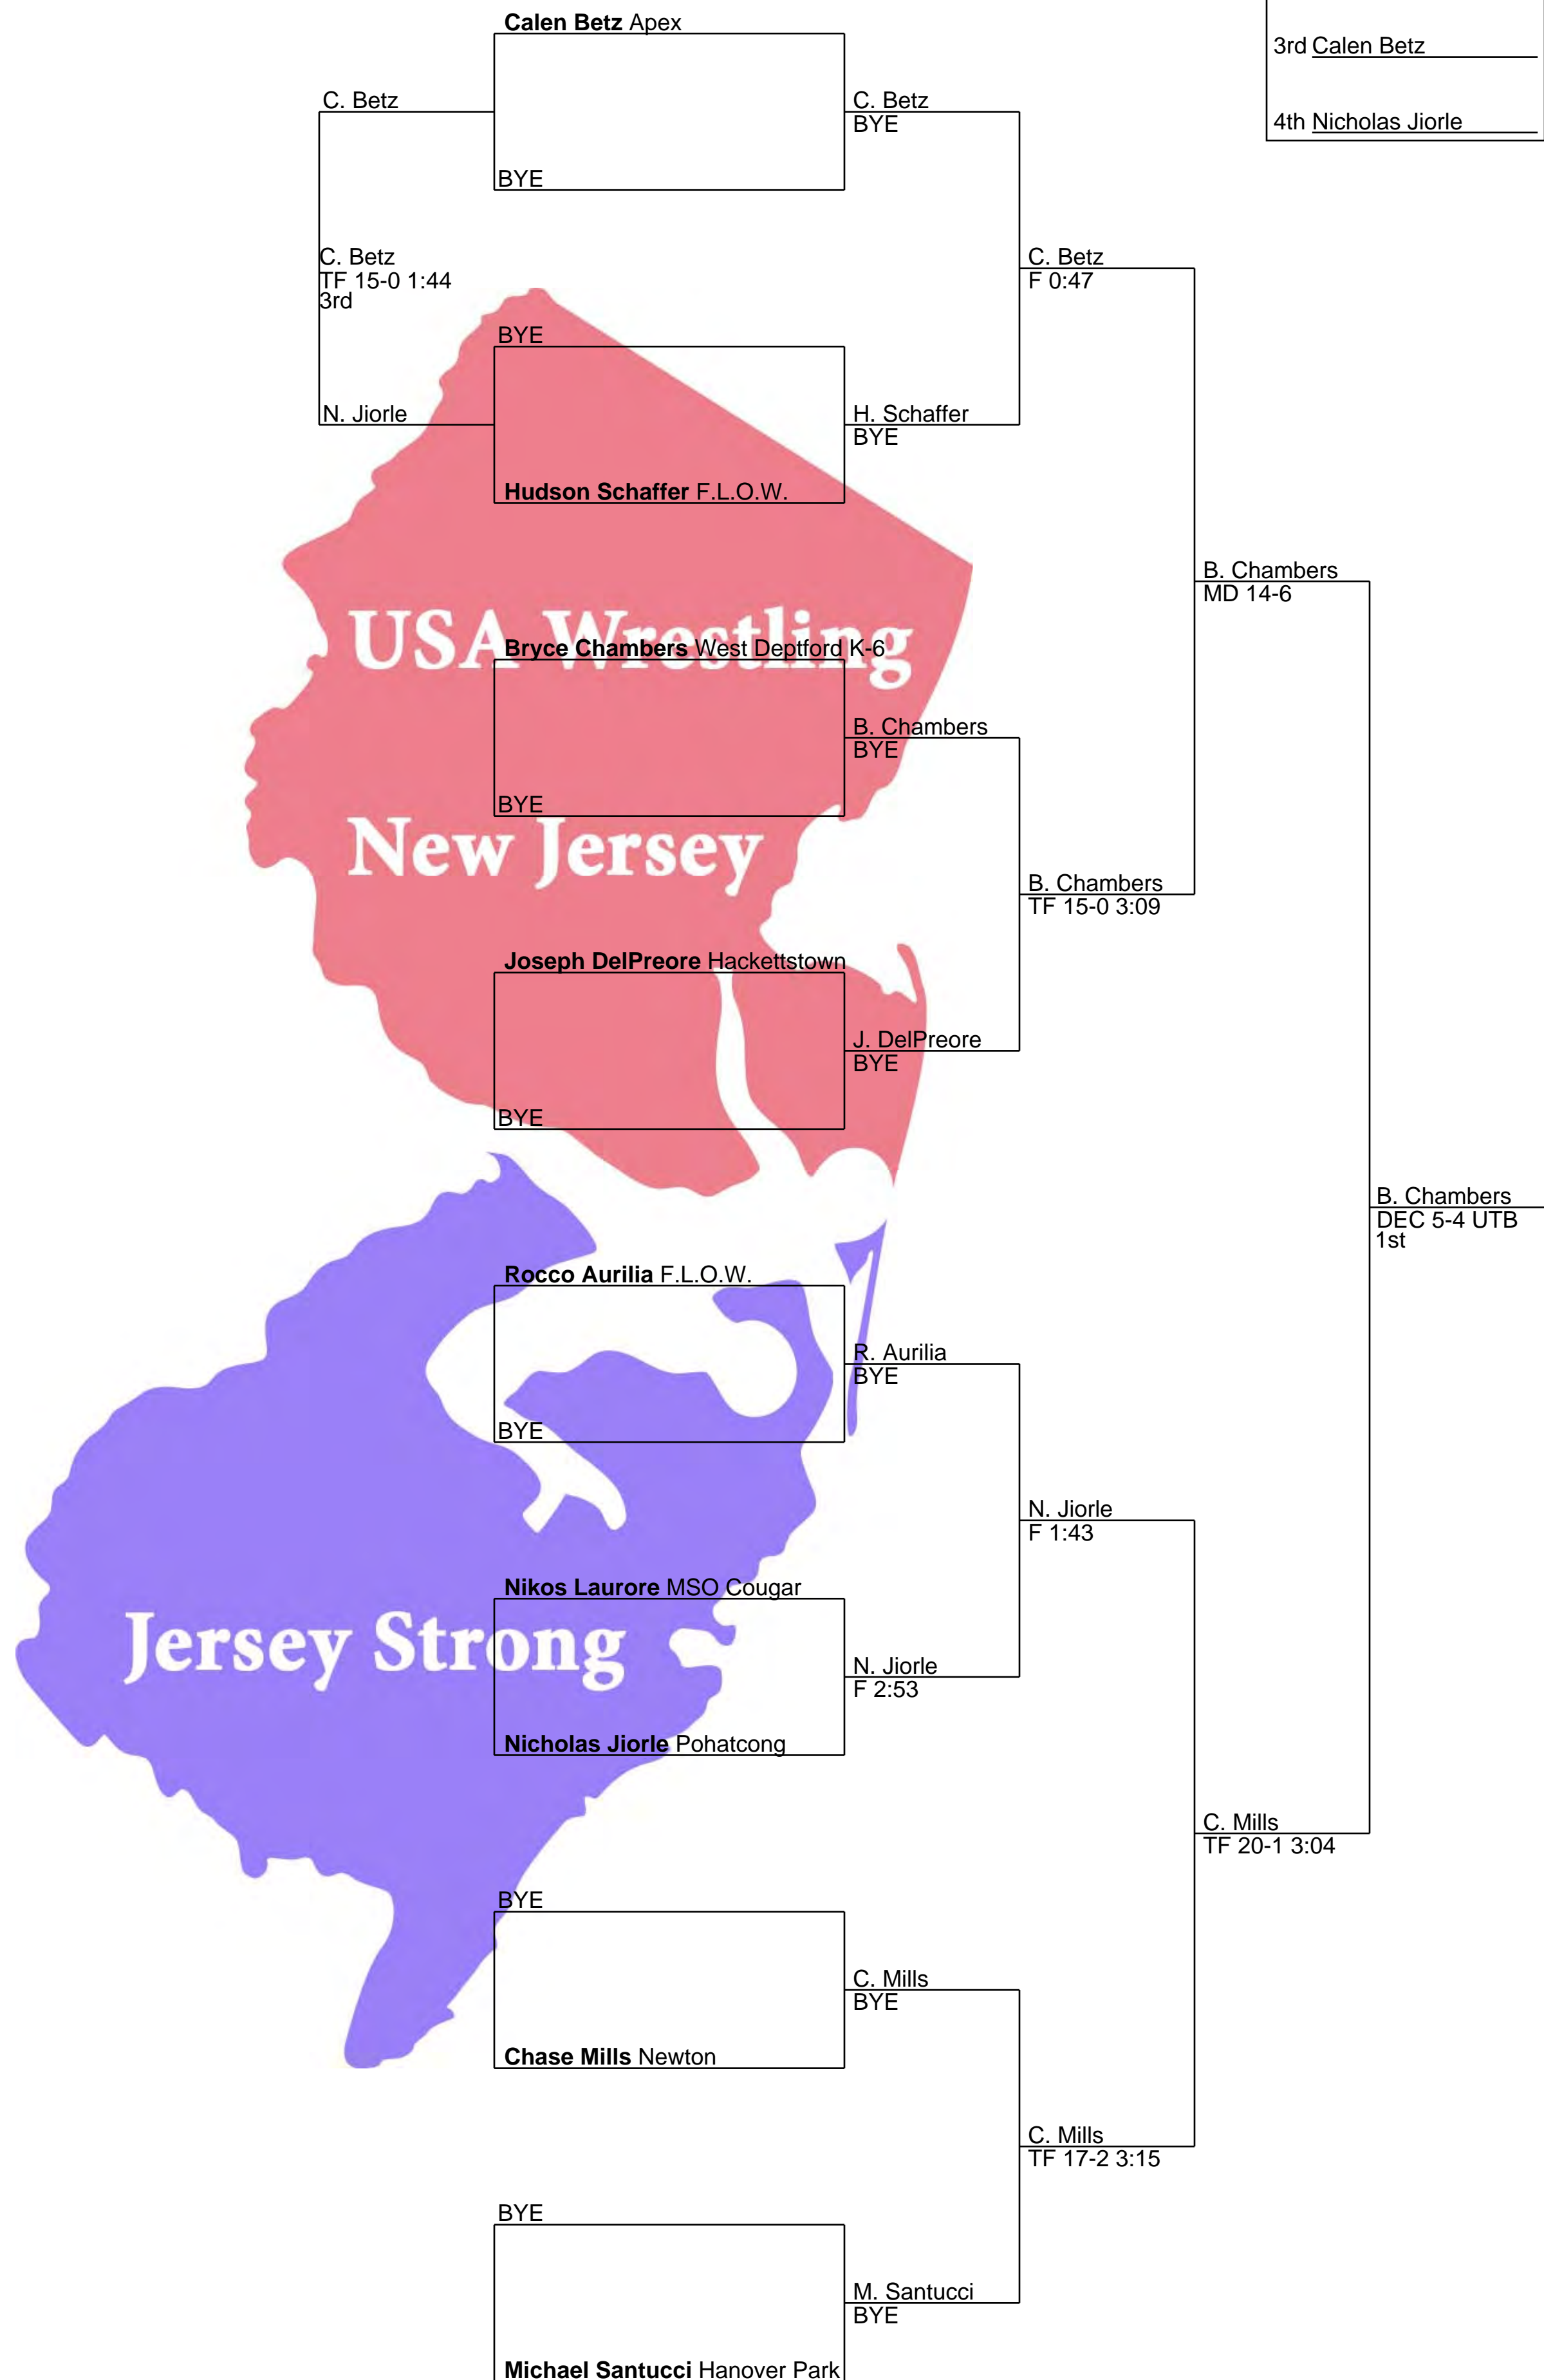 Calen Betz Apex
3rd Calen Betz
C. Betz
C. Betz
BYE
4th Nicholas Jiorle
BYE
C. Betz
TF 15-0 1:44
3rd
C. Betz
F 0:47
BYE
N. Jiorle
H. Schaffer
BYE
Hudson Schaffer F.L.O.W.
B. Chambers
MD 14-6
USA Wrestling
Bryce Chambers West Deptford K-6
B. Chambers
BYE
BYE
New Jersey
B. Chambers
TF 15-0 3:09
Joseph DelPreore Hackettstown
J. DelPreore
BYE
BYE
B. Chambers
DEC 5-4 UTB
1st
Rocco Aurilia F.L.O.W.
R. Aurilia
BYE
BYE
N. Jiorle
F 1:43
Nikos Laurore MSO Cougar
Jersey Strong
N. Jiorle
F 2:53
Nicholas Jiorle Pohatcong
C. Mills
TF 20-1 3:04
BYE
C. Mills
BYE
Chase Mills Newton
C. Mills
TF 17-2 3:15
BYE
M. Santucci
BYE
Michael Santucci Hanover Park